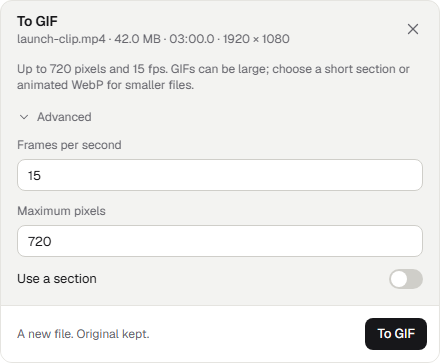 To GIF
launch-clip.mp4 · 42.0 MB · 03:00.0 · 1920 × 1080
Up to 720 pixels and 15 fps. GIFs can be large; choose a short section or
animated WebP for smaller files.
Advanced
Frames per second
15
Maximum pixels
720
Use a section
A new file. Original kept.
To GIF